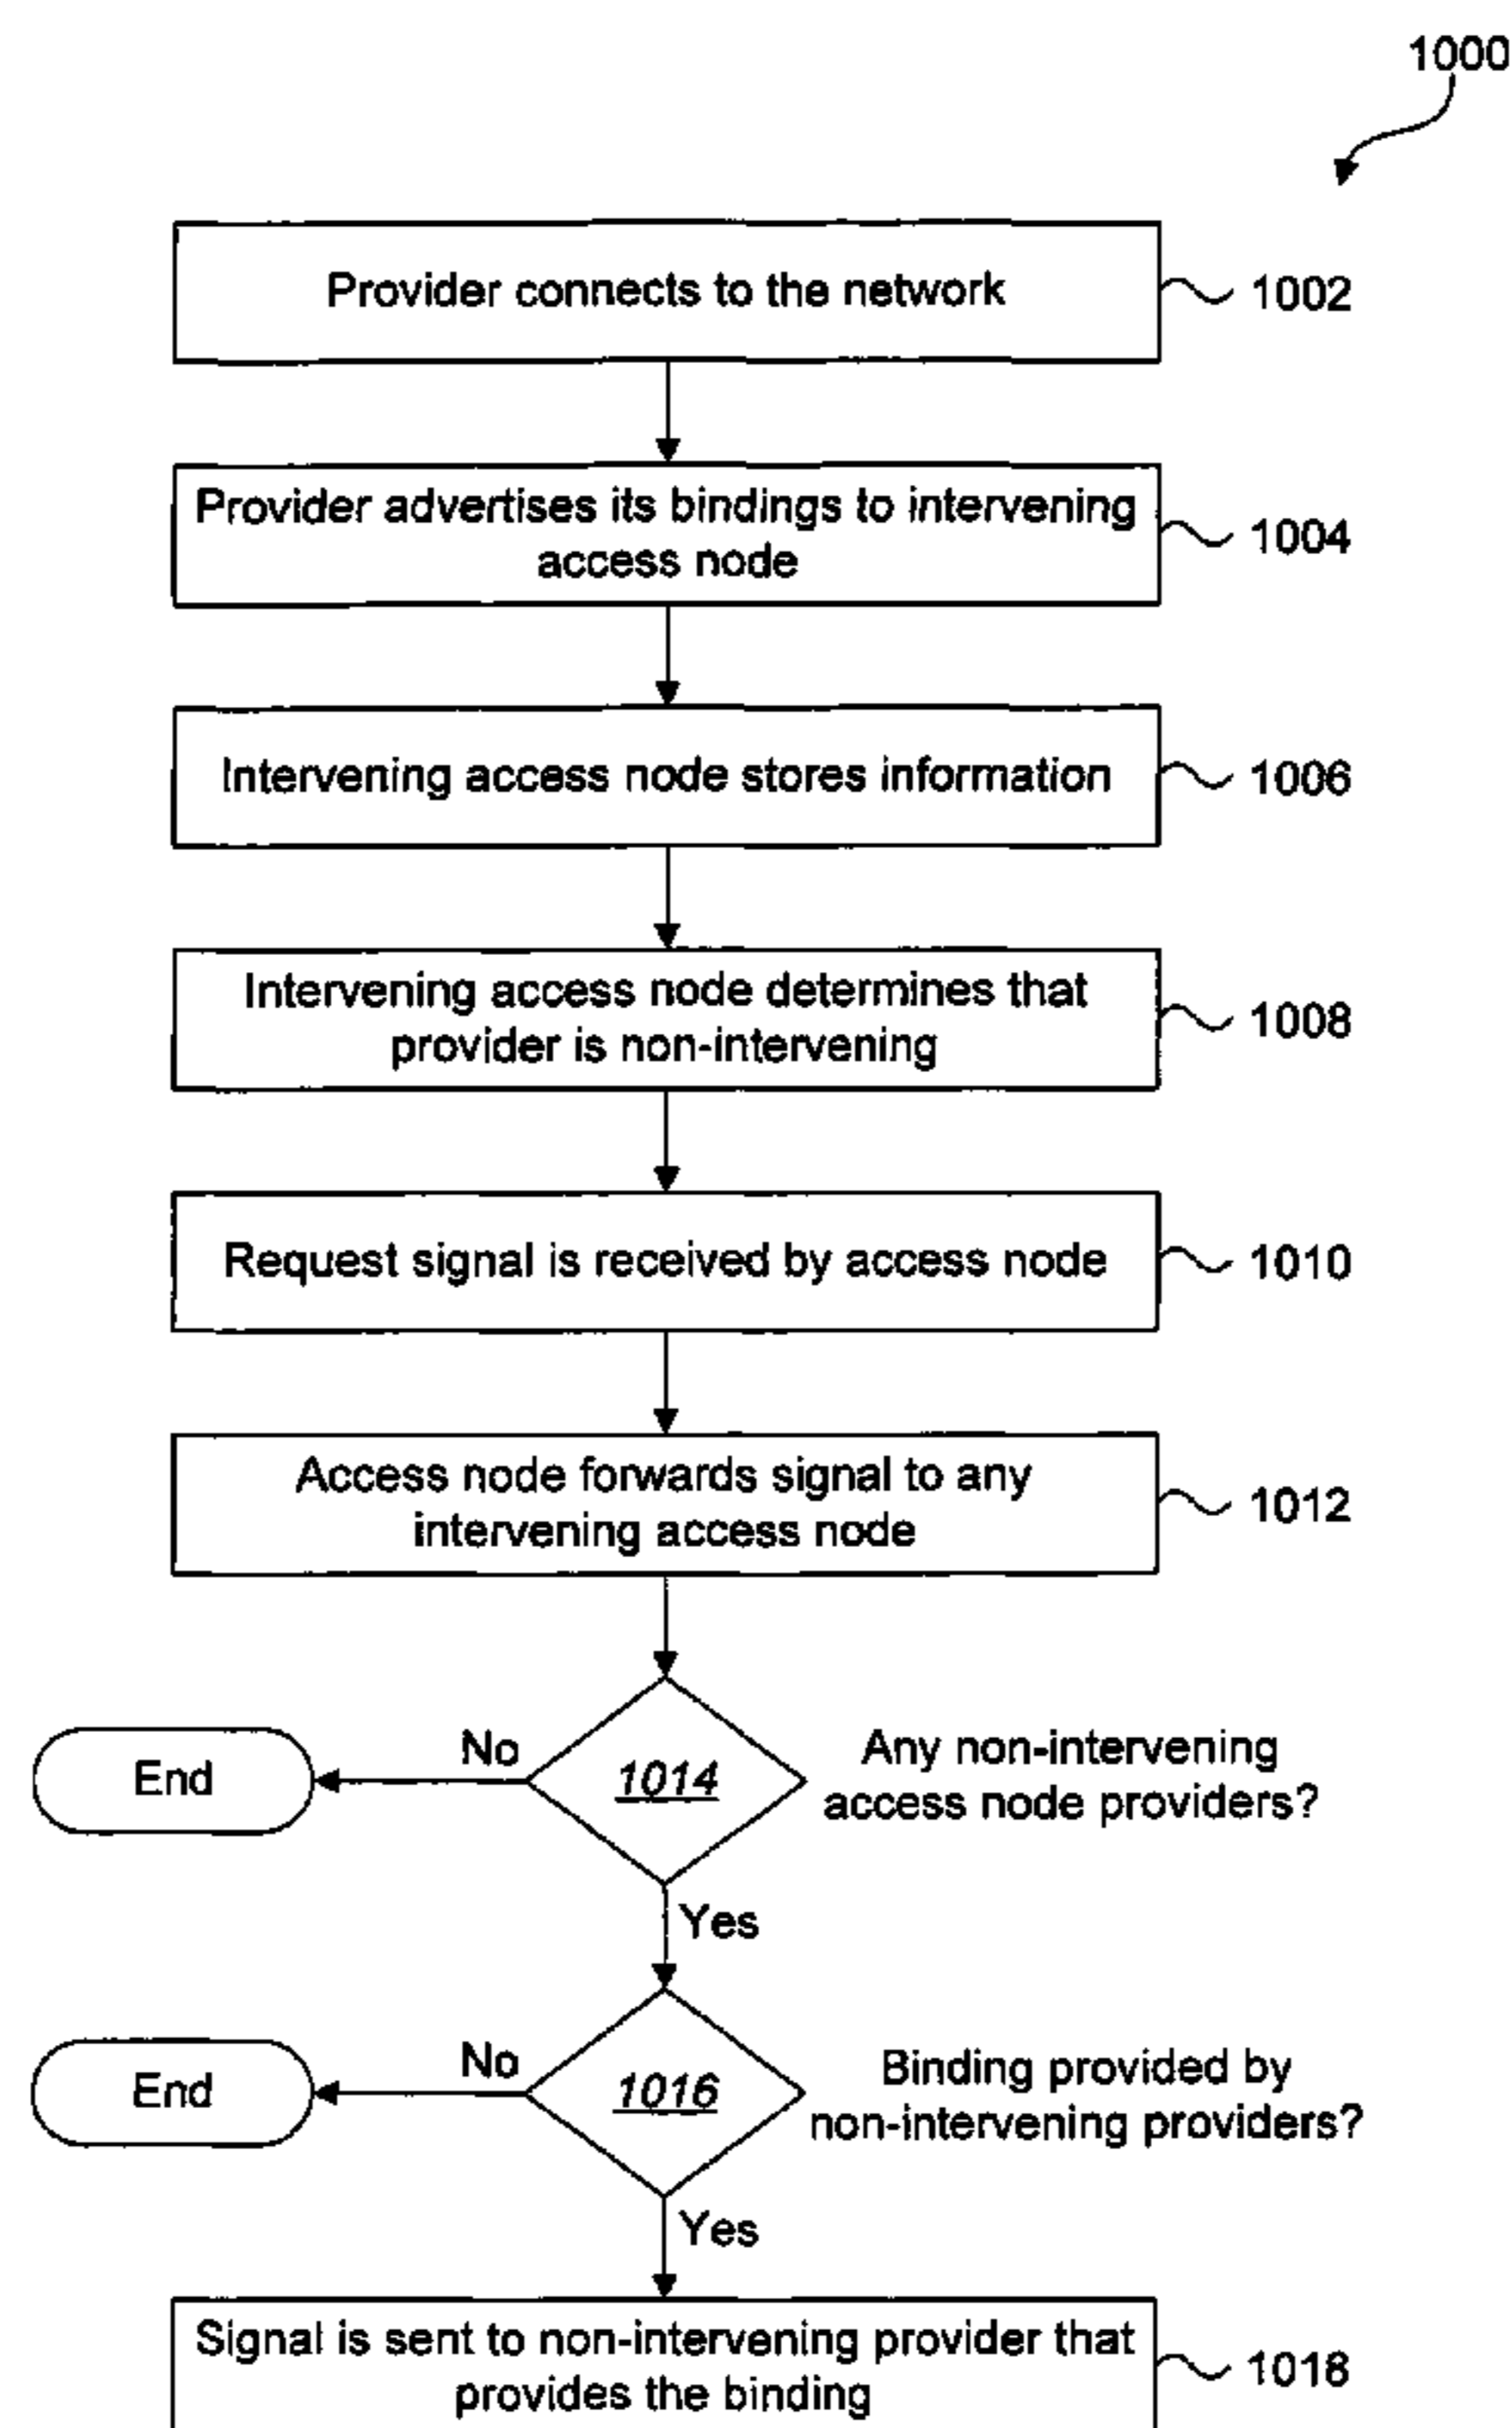 1000
Provider connects to the network
1002
Provider advertises its bindings to intervening
access node
1004
Intervening access node stores information
1006
Intervening access node determines that
provider is non-intervening
1008
Request signal is received by access node
1010
Access node forwards signal to any
intervening access node
1012
End
No
1014
Any non-intervening
access node providers?
Yes
End
No
1016
Binding provided by
non-intervening providers?
Yes
Signal is sent to non-intervening provider that
provides the binding
1018